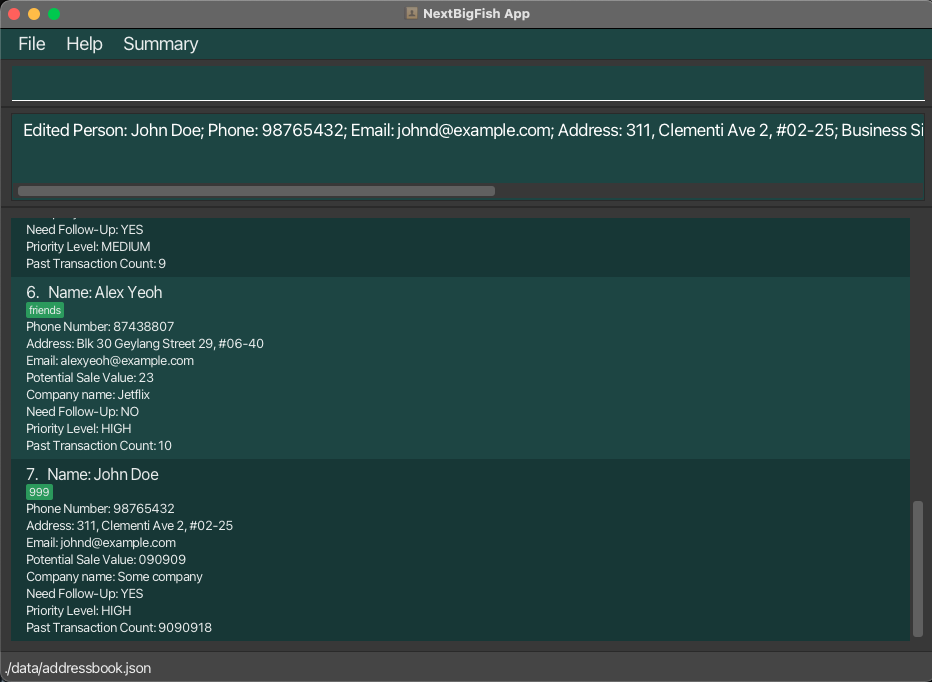 NextBigFish App
File Help Summary
Edited Person: John Doe; Phone: 98765432; Email: johnd@example.com; Address: 311, Clementi Ave 2, #02-25; Business Si
Need Follow-Up: YES
Priority Level: MEDIUM
Past Transaction Count: 9
6. Name: Alex Yeoh
friends
Phone Number: 87438807
Address: Blk 30 Geylang Street 29, #06-40
Email: alexyeoh@example.com
Potential Sale Value: 23
Company name: Jetflix
Need Follow-Up: NO
Priority Level: HIGH
Past Transaction Count: 10
7. Name: John Doe
999
Phone Number: 98765432
Address: 311, Clementi Ave 2, #02-25
Email: johnd@example.com
Potential Sale Value: 090909
Company name: Some company
Need Follow-Up: YES
Priority Level: HIGH
Past Transaction Count: 9090918
./data/addressbook.json